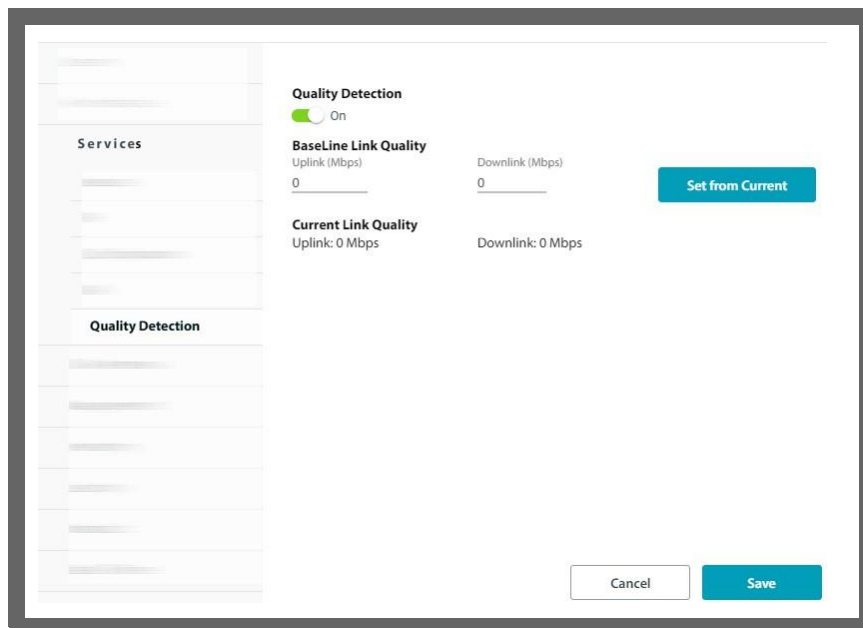 Services
Quality Detection
Quality Detection
On
BaseLine Link Quality
Uplink (Mbps)
Downlink (Mbps)
0
0
Set from Current
Current Link Quality
Uplink: 0 Mbps
Downlink: 0 Mbps
Cancel
Save